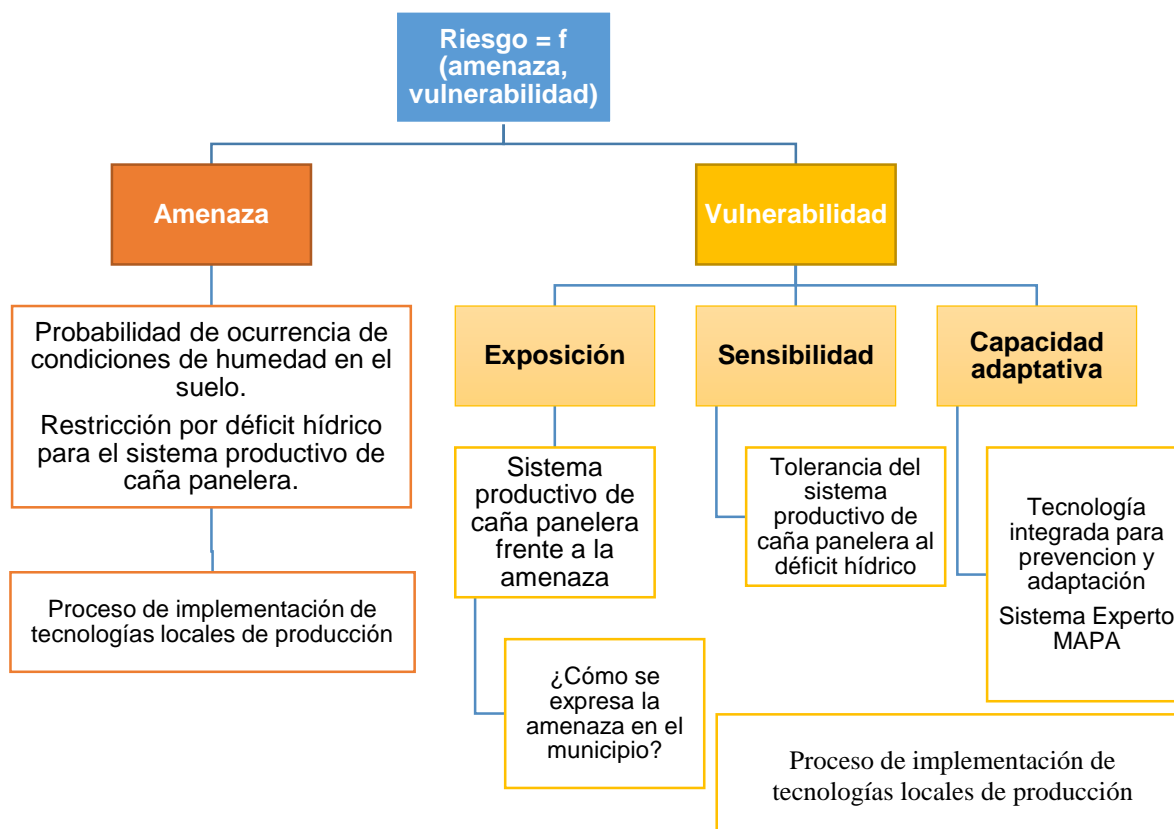 Riesgo = f
(amenaza,
vulnerabilidad)
Amenaza
Vulnerabilidad
Probabilidad de ocurrencia de
condiciones de humedad en el
suelo.
Restricción por déficit hídrico
para el sistema productivo de
caña panelera.
Proceso de implementación de
tecnologías locales de producción
Exposición
Sistema
productivo de
caña panelera
frente a la
amenaza
¿Cómo se
expresa la
amenaza en el
municipio?
Sensibilidad
Tolerancia del
sistema
productivo de
caña panelera al
déficit hídrico
Capacidad
adaptativa
Tecnología
integrada para
prevencion y
adaptación
Sistema Experto
MAPA
Proceso de implementación de
tecnologías locales de producción